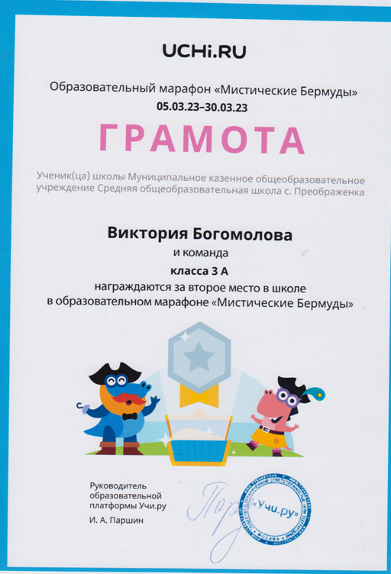 UCHi.RU
Образовательный марафон «Мистические Бермуды»
05.03.23–30.03.23
ГРАМОТА
Ученик(ца) школы Муниципальное казенное общеобразовательное
учреждение Средняя общеобразовательная школа с. Преображенка
Виктория Богомолова
и команда
класса 3 А
награждаются за второе место в школе
в образовательном марафоне «Мистические Бермуды»
Руководитель
образовательной
платформы Учи.ру
И. А. Паршин
«Учи.ру»